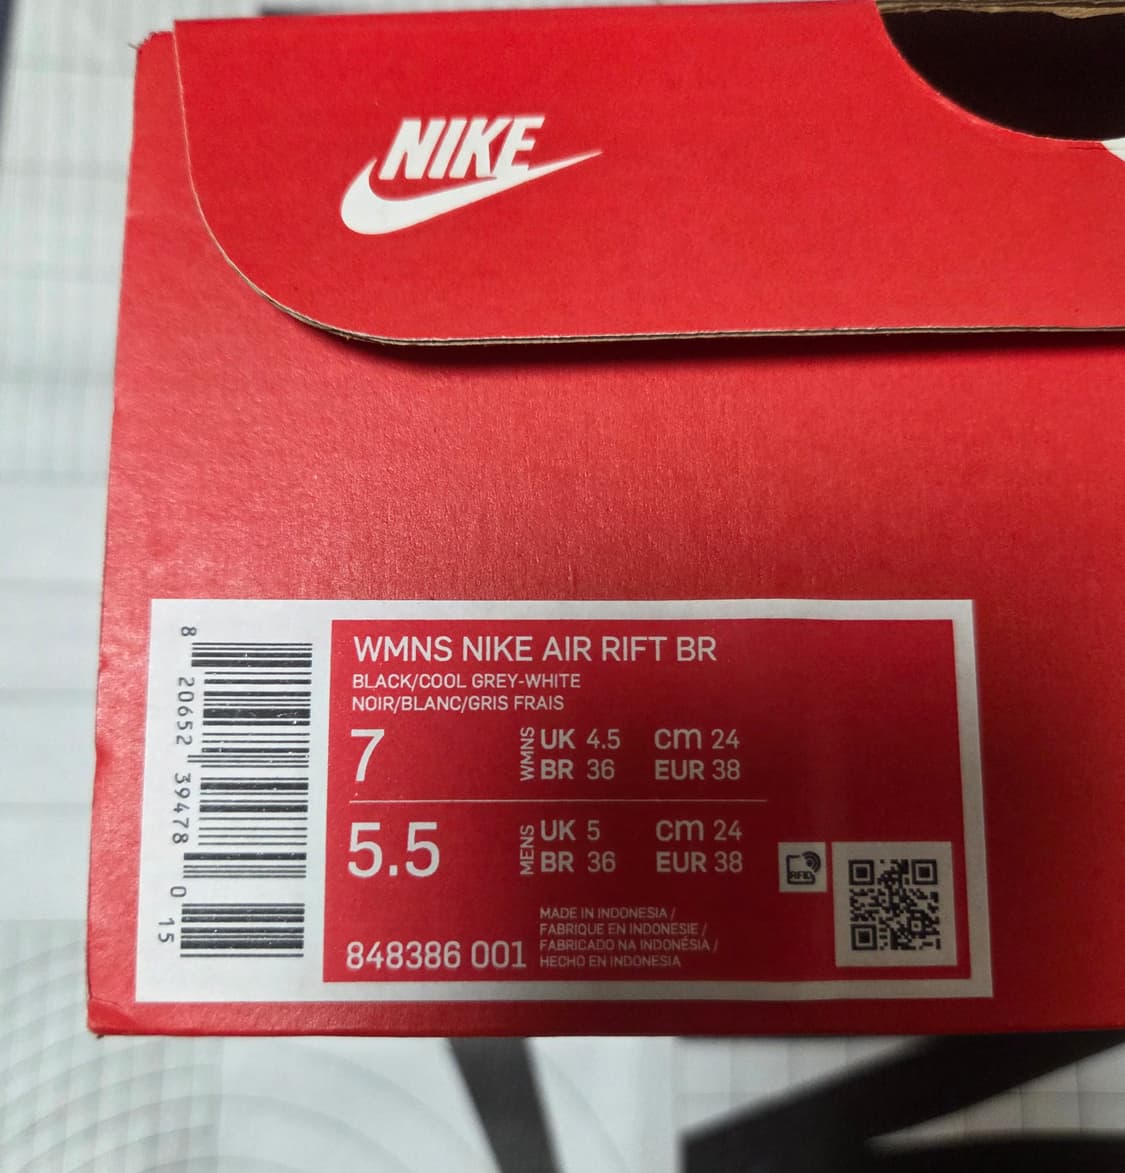 NIKE
8 20652 39478 0 15
WMNS NIKE AIR RIFT BR
BLACK/COOL GREY-WHITE
NOIR/BLANC/GRIS FRAIS
7 WMNS UK 4.5 cm 24
BR 36 EUR 38
5.5 MENS UK 5 cm 24
BR 36 EUR 38
RFID
848386 001
MADE IN INDONESIA /
FABRIQUE EN INDONESIE /
FABRICADO NA INDONÉSIA /
HECHO EN INDONESIA